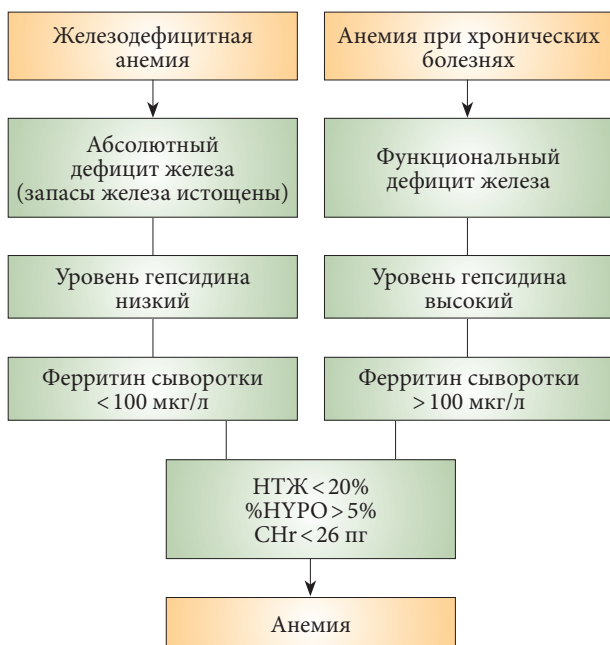 Железодефицитная
анемия
Анемия при хронических
болезнях
Абсолютный
дефицит железа
(запасы железа истощены)
Функциональный
дефицит железа
Уровень гепсидина
низкий
Уровень гепсидина
высокий
Ферритин сыворотки
<100 мкг/л
Ферритин сыворотки
>100 мкг/л
НТЖ<20%
%HYPO>5%
CHr<26 пг
Анемия